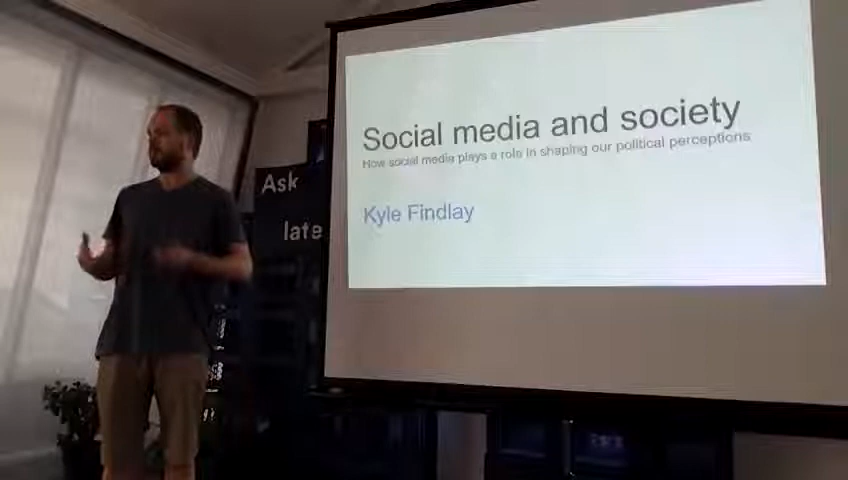 Social media and society
How social media plays a role in shaping our political perceptions
Kyle Findlay
Ask
late